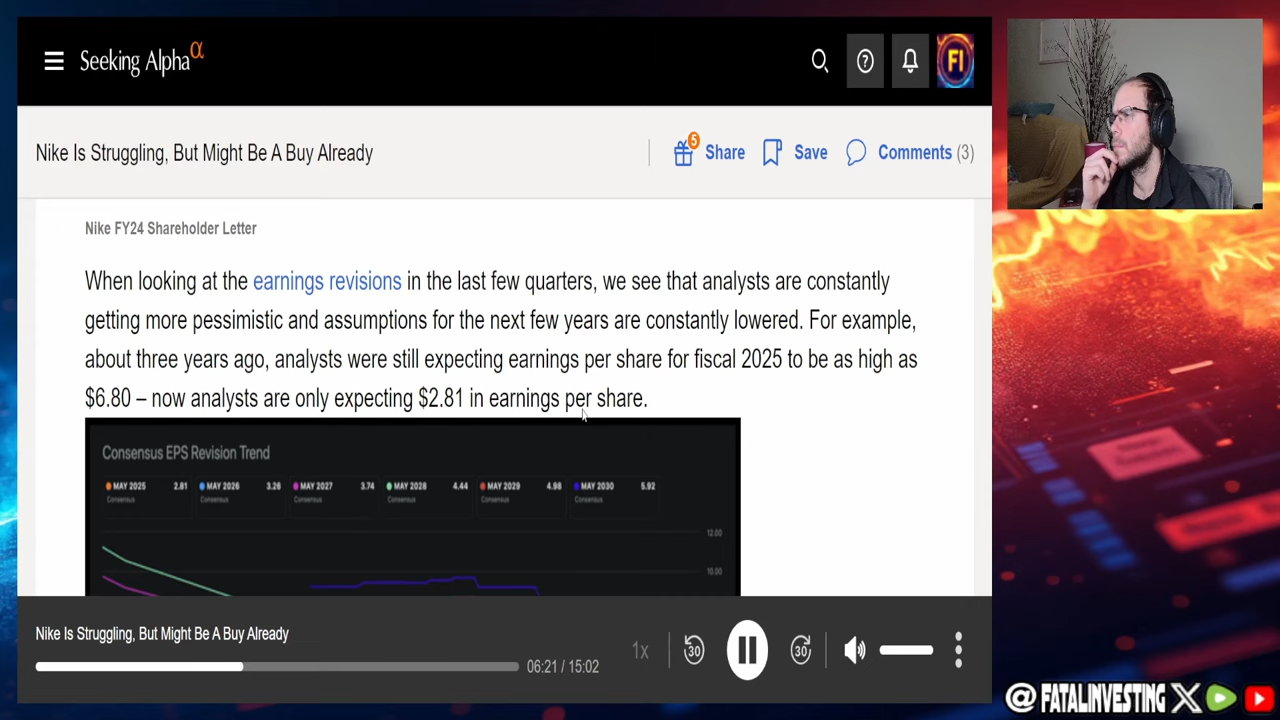 Seeking Alpha α
FI
Nike Is Struggling, But Might Be A Buy Already
5
Share
Save
Comments (3)
Nike FY24 Shareholder Letter
When looking at the earnings revisions in the last few quarters, we see that analysts are constantly
getting more pessimistic and assumptions for the next few years are constantly lowered. For example,
about three years ago, analysts were still expecting earnings per share for fiscal 2025 to be as high as
$6.80 – now analysts are only expecting $2.81 in earnings per share.
Consensus EPS Revision Trend
MAY 2025 2.81 MAY 2026 3.26 MAY 2027 3.74 MAY 2028 4.44 MAY 2029 4.98 MAY 2030 5.92
Consensus Consensus Consensus Consensus Consensus Consensus
12.00
10.00
Nike Is Struggling, But Might Be A Buy Already
06:21 / 15:02
1x
30
30
@FATALINVESTING